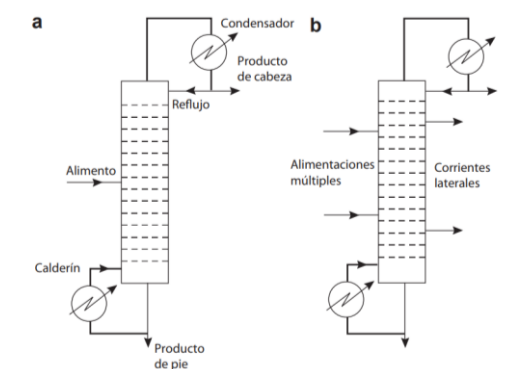 a
Condensador
Producto
de cabeza
Reflujo
Alimento
Calderín
Producto
de pie
b
Alimentaciones
múltiples
Corrientes
laterales